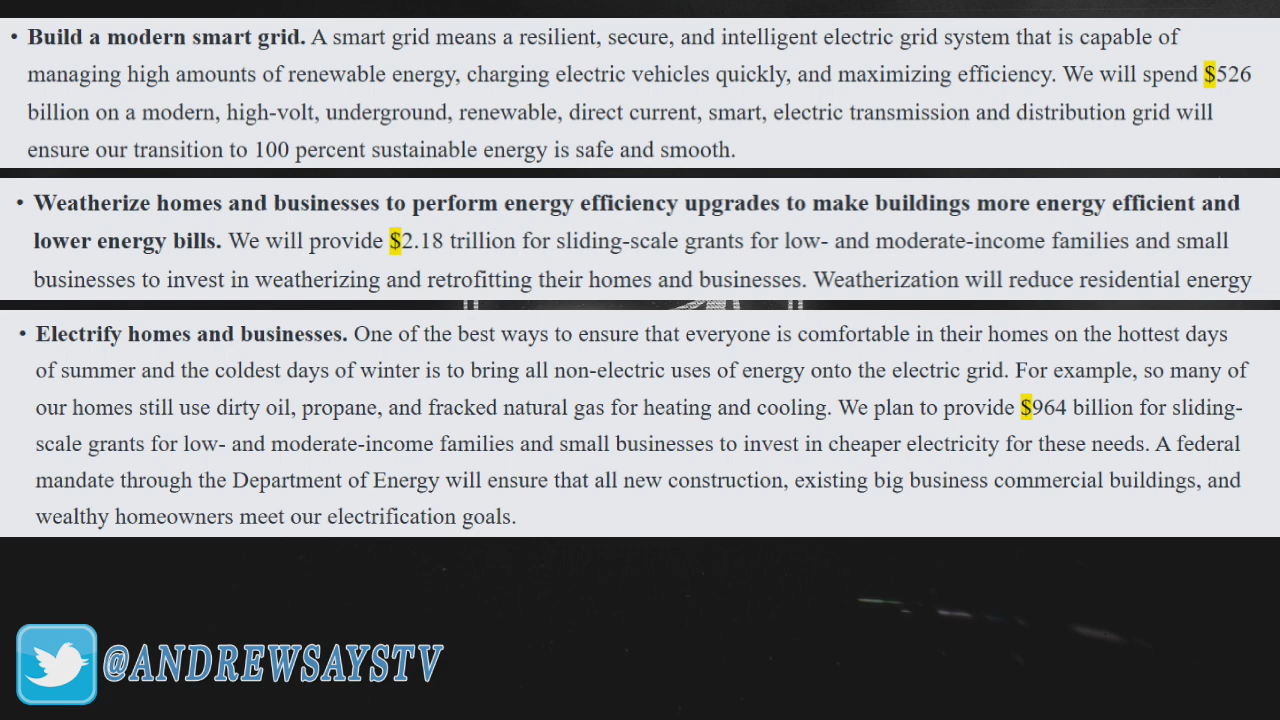 • Build a modern smart grid. A smart grid means a resilient, secure, and intelligent electric grid system that is capable of
managing high amounts of renewable energy, charging electric vehicles quickly, and maximizing efficiency. We will spend $526
billion on a modern, high-volt, underground, renewable, direct current, smart, electric transmission and distribution grid will
ensure our transition to 100 percent sustainable energy is safe and smooth.
• Weatherize homes and businesses to perform energy efficiency upgrades to make buildings more energy efficient and
lower energy bills. We will provide $2.18 trillion for sliding-scale grants for low- and moderate-income families and small
businesses to invest in weatherizing and retrofitting their homes and businesses. Weatherization will reduce residential energy
• Electrify homes and businesses. One of the best ways to ensure that everyone is comfortable in their homes on the hottest days
of summer and the coldest days of winter is to bring all non-electric uses of energy onto the electric grid. For example, so many of
our homes still use dirty oil, propane, and fracked natural gas for heating and cooling. We plan to provide $964 billion for sliding-
scale grants for low- and moderate-income families and small businesses to invest in cheaper electricity for these needs. A federal
mandate through the Department of Energy will ensure that all new construction, existing big business commercial buildings, and
wealthy homeowners meet our electrification goals.
@ANDREWSAYSTV